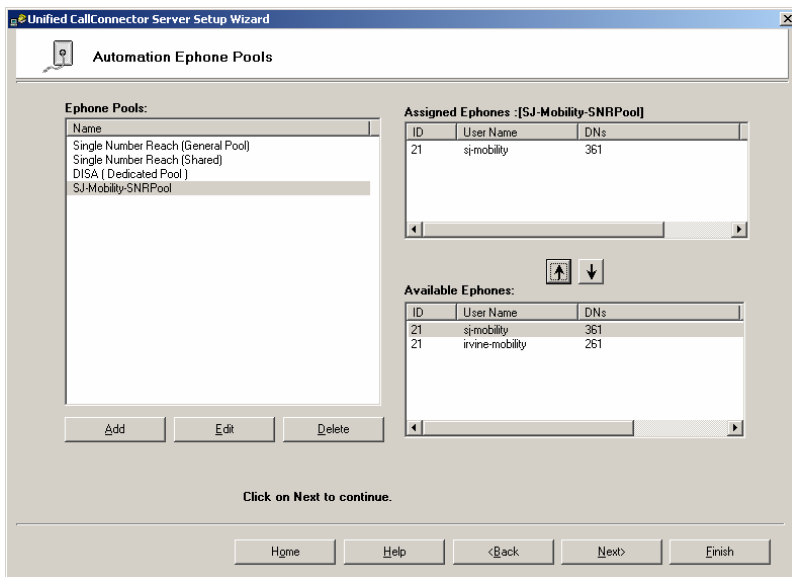 Unified CallConnector Server Setup Wizard
Automation Ephone Pools
Ephone Pools:
Name
Single Number Reach (General Pool)
Single Number Reach (Shared)
DISA ( Dedicated Pool )
SJ-Mobility-SNRPool
Add Edit Delete
Assigned Ephones :[SJ-Mobility-SNRPool]
ID User Name DNs
21 sj-mobility 361
Available Ephones:
ID User Name DNs
21 sj-mobility 361
21 irvine-mobility 261
Click on Next to continue.
Home Help <Back Next> Finish